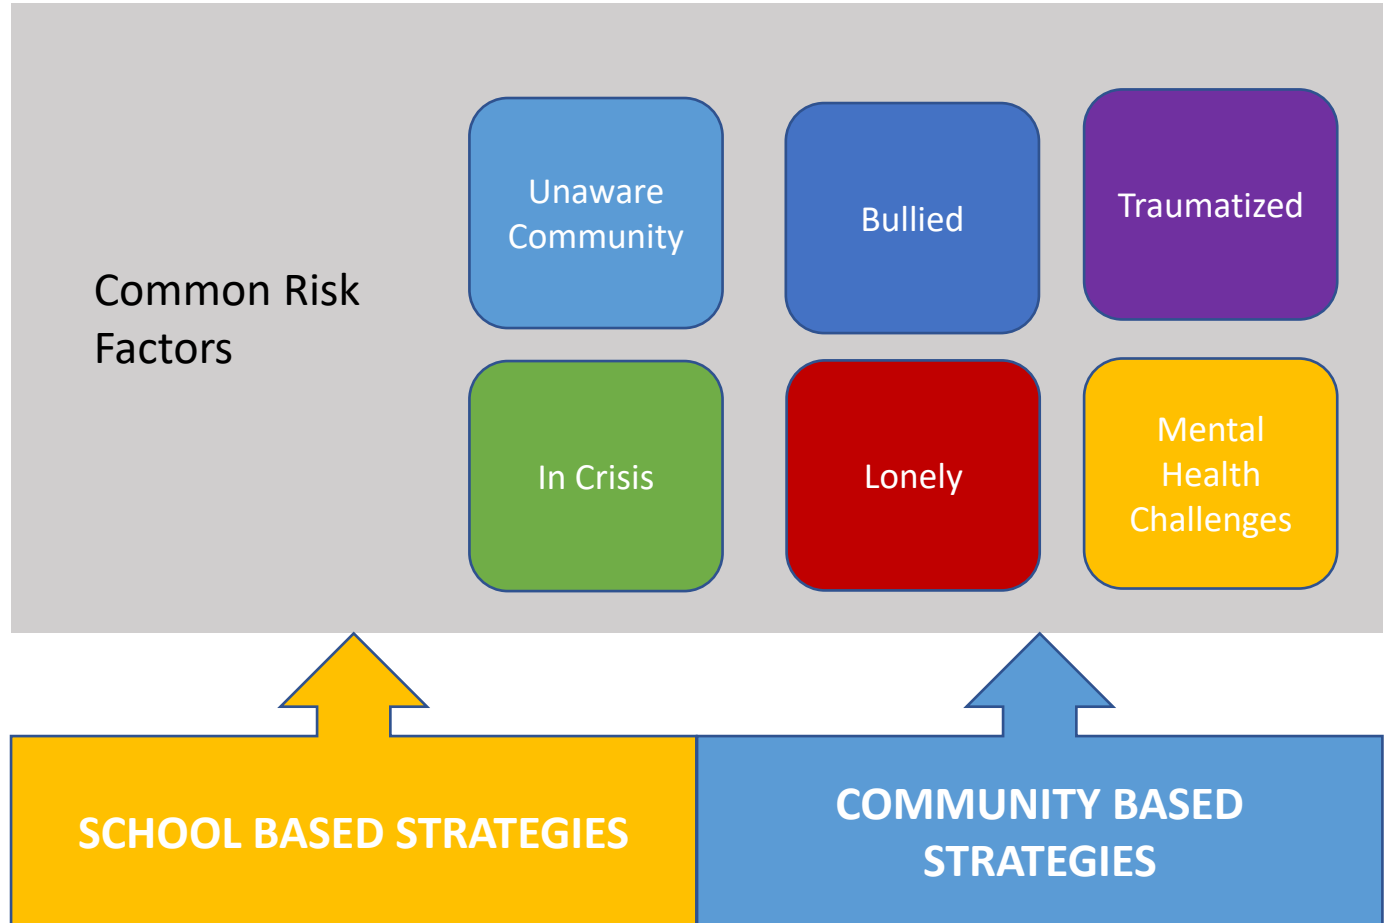 Common Risk
Factors
Unaware
Community
Bullied
Traumatized
In Crisis
Lonely
Mental
Health
Challenges
SCHOOL BASED STRATEGIES
COMMUNITY BASED
STRATEGIES